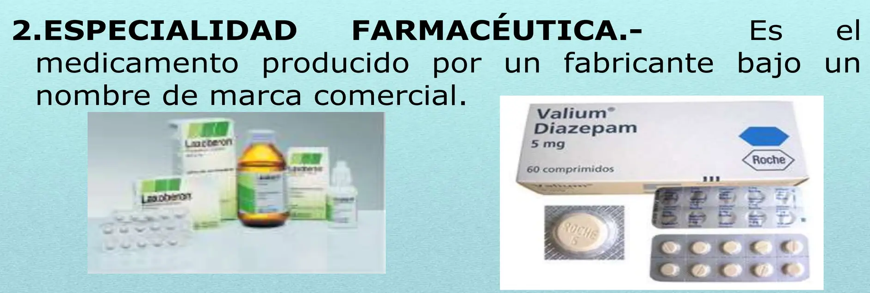 2.ESPECIALIDAD FARMACÉUTICA.- Es el
medicamento producido por un fabricante bajo un
nombre de marca comercial.
Laxoberon
Laxoberon
Laxoberon
Valium®
Diazepam
5 mg
60 comprimidos
Roche
Valium®
ROCHE
5